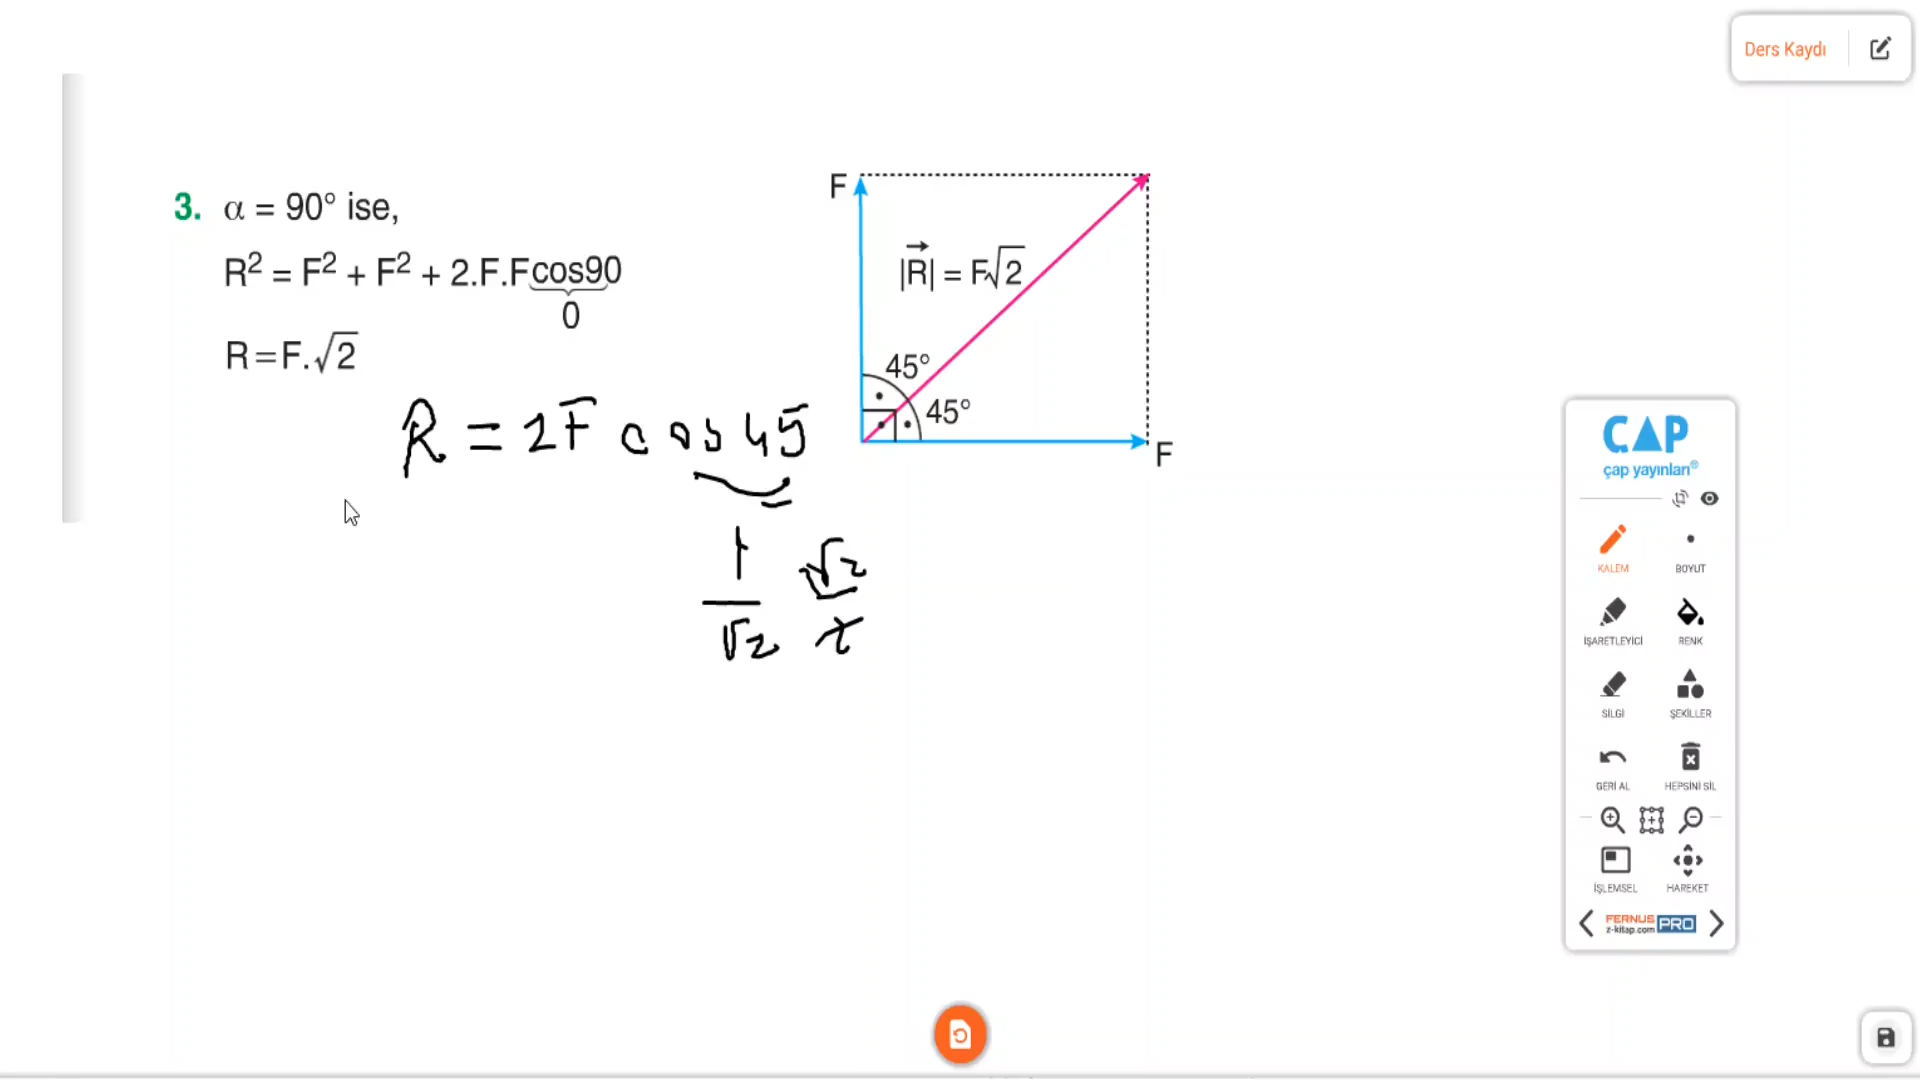 Ders Kaydı
3. α = 90° ise,
R² = F² + F² + 2.F.Fcos90
0
R=F.√2
F
|R⃗| = F√2
45°
45°
F
R = 2F cos 45
1 √2
√2 2
ÇAP
çap yayınları®
KALEM BOYUT
İŞARETLEYİCİ RENK
SİLGİ ŞEKİLLER
GERİ AL HEPSİNİ SİL
İŞLEMSEL HAREKET
FERNUS PRO
z-kitap.com